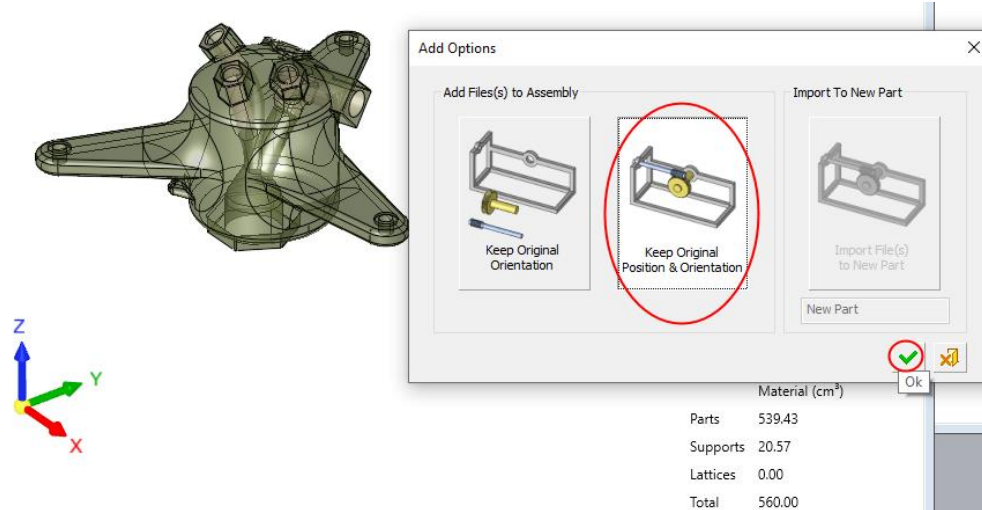 Add Options
Add Files(s) to Assembly
Import To New Part
Keep Original
Orientation
Keep Original
Position & Orientation
Import File(s)
to New Part
New Part
Ok
Z
Y
X
Material (cm³)
Parts 539.43
Supports 20.57
Lattices 0.00
Total 560.00